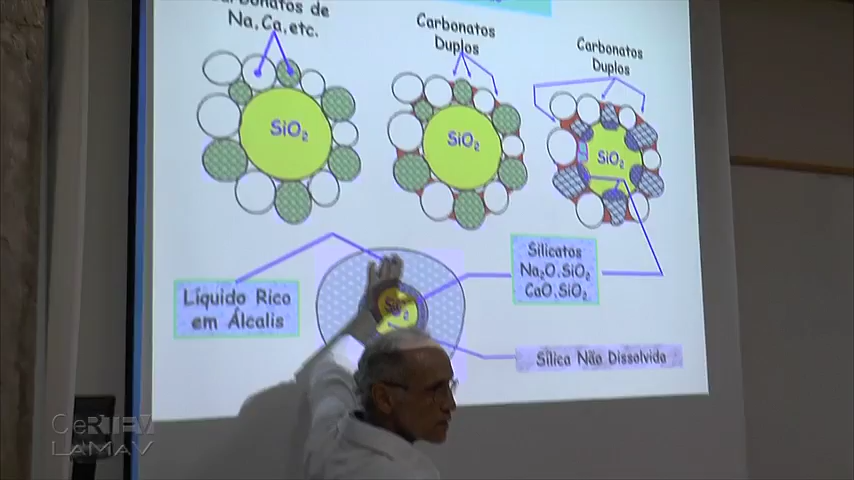 Carbonatos de
Na, Ca, etc.
Carbonatos
Duplos
Carbonatos
Duplos
SiO₂
SiO₂
SiO₂
Silicatos
Na₂O.SiO₂
CaO.SiO₂
Líquido Rico
em Álcalis
Sílica Não Dissolvida
CeRTEV
LAMAV